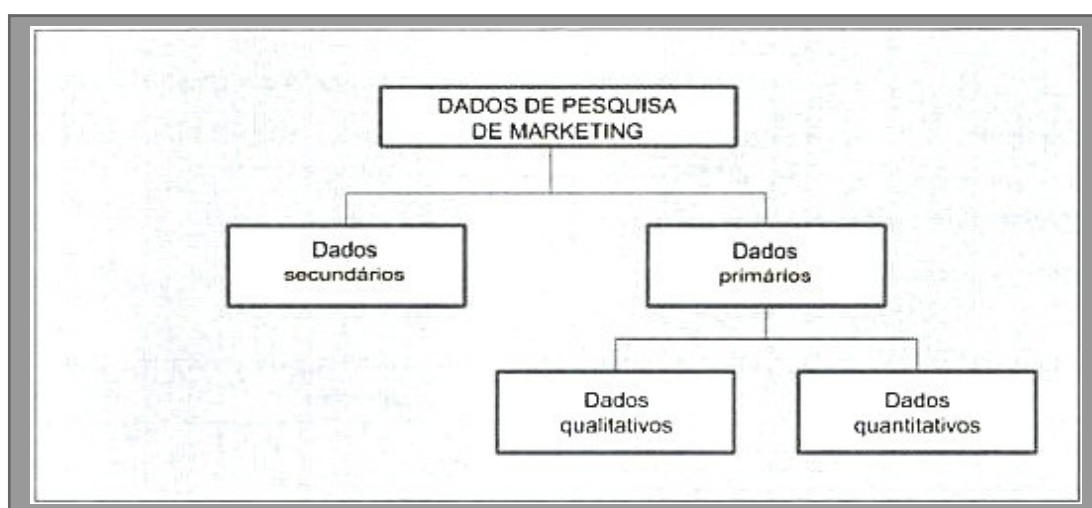 DADOS DE PESQUISA
DE MARKETING
Dados
secundários
Dados
primários
Dados
qualitativos
Dados
quantitativos